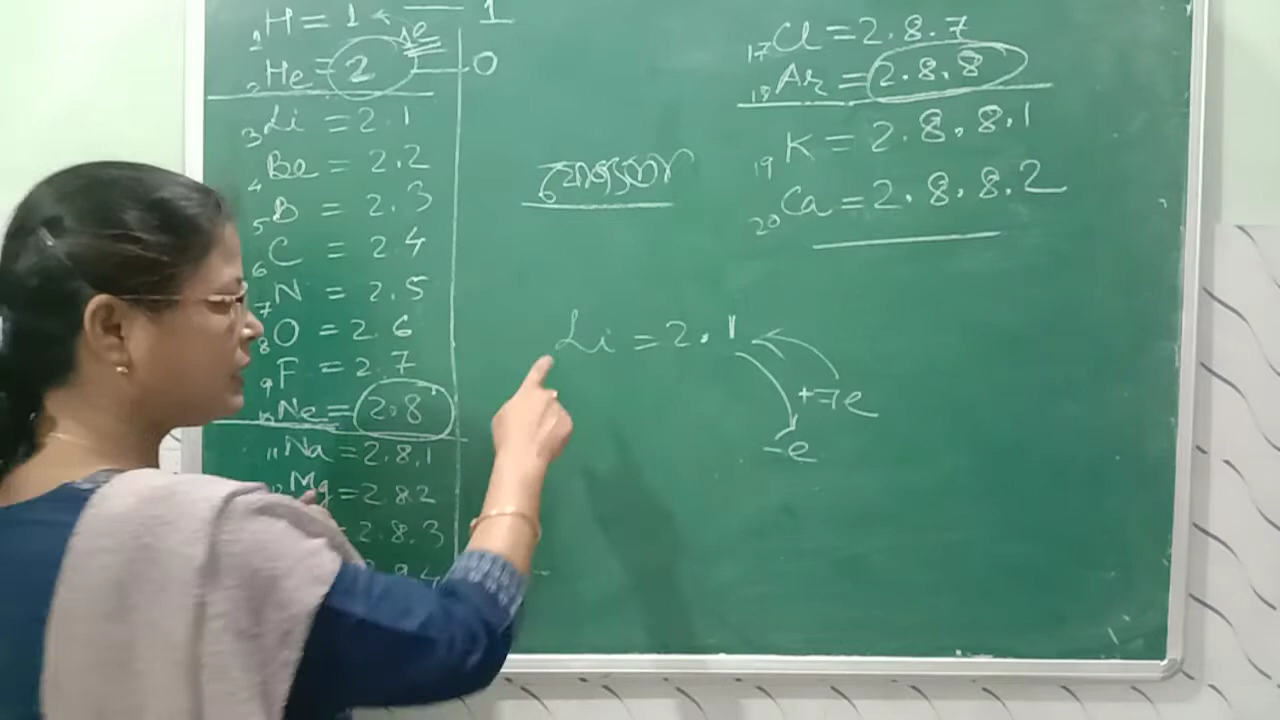 ₁H = 1 1
1e
₂He = 2 0
₃Li = 2.1
₄Be = 2.2
₅B = 2.3
₆C = 2.4
₇N = 2.5
₈O = 2.6
₉F = 2.7
₁₀Ne = 2.8
₁₁Na = 2.8.1
₁₂Mg = 2.8.2
= 2.8.3
2.8.4
যোজ্যতা
Li = 2.1
+7e
-e
₁₇Cl = 2.8.7
₁₈Ar = 2.8.8
₁₉K = 2.8.8.1
₂₀Ca = 2.8.8.2